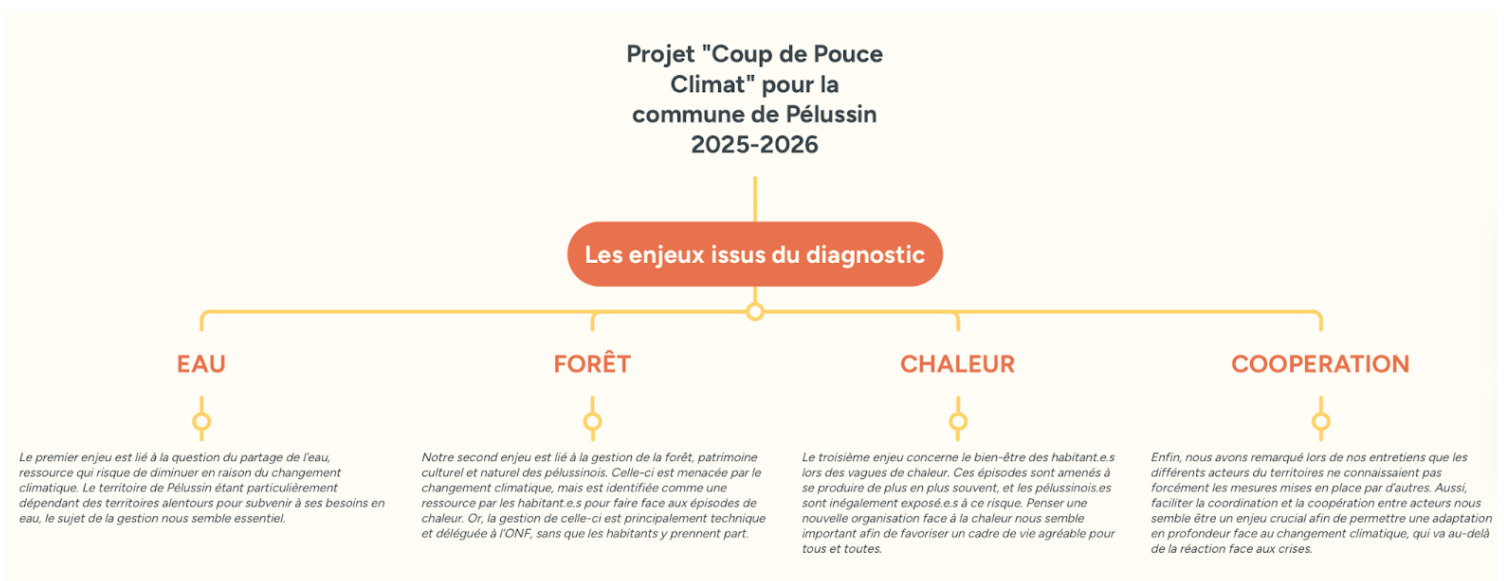 Projet "Coup de Pouce
Climat" pour la
commune de Pélussin
2025-2026
Les enjeux issus du diagnostic
EAU
Le premier enjeu est lié à la question du partage de l'eau,
ressource qui risque de diminuer en raison du changement
climatique. Le territoire de Pélussin étant particulièrement
dépendant des territoires alentours pour subvenir à ses besoins en
eau, le sujet de la gestion nous semble essentiel.
FORÊT
Notre second enjeu est lié à la gestion de la forêt, patrimoine
culturel et naturel des pélussinois. Celle-ci est menacée par le
changement climatique, mais est identifiée comme une
ressource par les habitant.e.s pour faire face aux épisodes de
chaleur. Or, la gestion de celle-ci est principalement technique
et déléguée à l'ONF, sans que les habitants y prennent part.
CHALEUR
Le troisième enjeu concerne le bien-être des habitant.e.s
lors des vagues de chaleur. Ces épisodes sont amenés à
se produire de plus en plus souvent, et les pélussinois.es
sont inégalement exposé.e.s à ce risque. Penser une
nouvelle organisation face à la chaleur nous semble
important afin de favoriser un cadre de vie agréable pour
tous et toutes.
COOPERATION
Enfin, nous avons remarqué lors de nos entretiens que les
différents acteurs du territoires ne connaissaient pas
forcément les mesures mises en place par d'autres. Aussi,
faciliter la coordination et la coopération entre acteurs nous
semble être un enjeu crucial afin de permettre une adaptation
en profondeur face au changement climatique, qui va au-delà
de la réaction face aux crises.